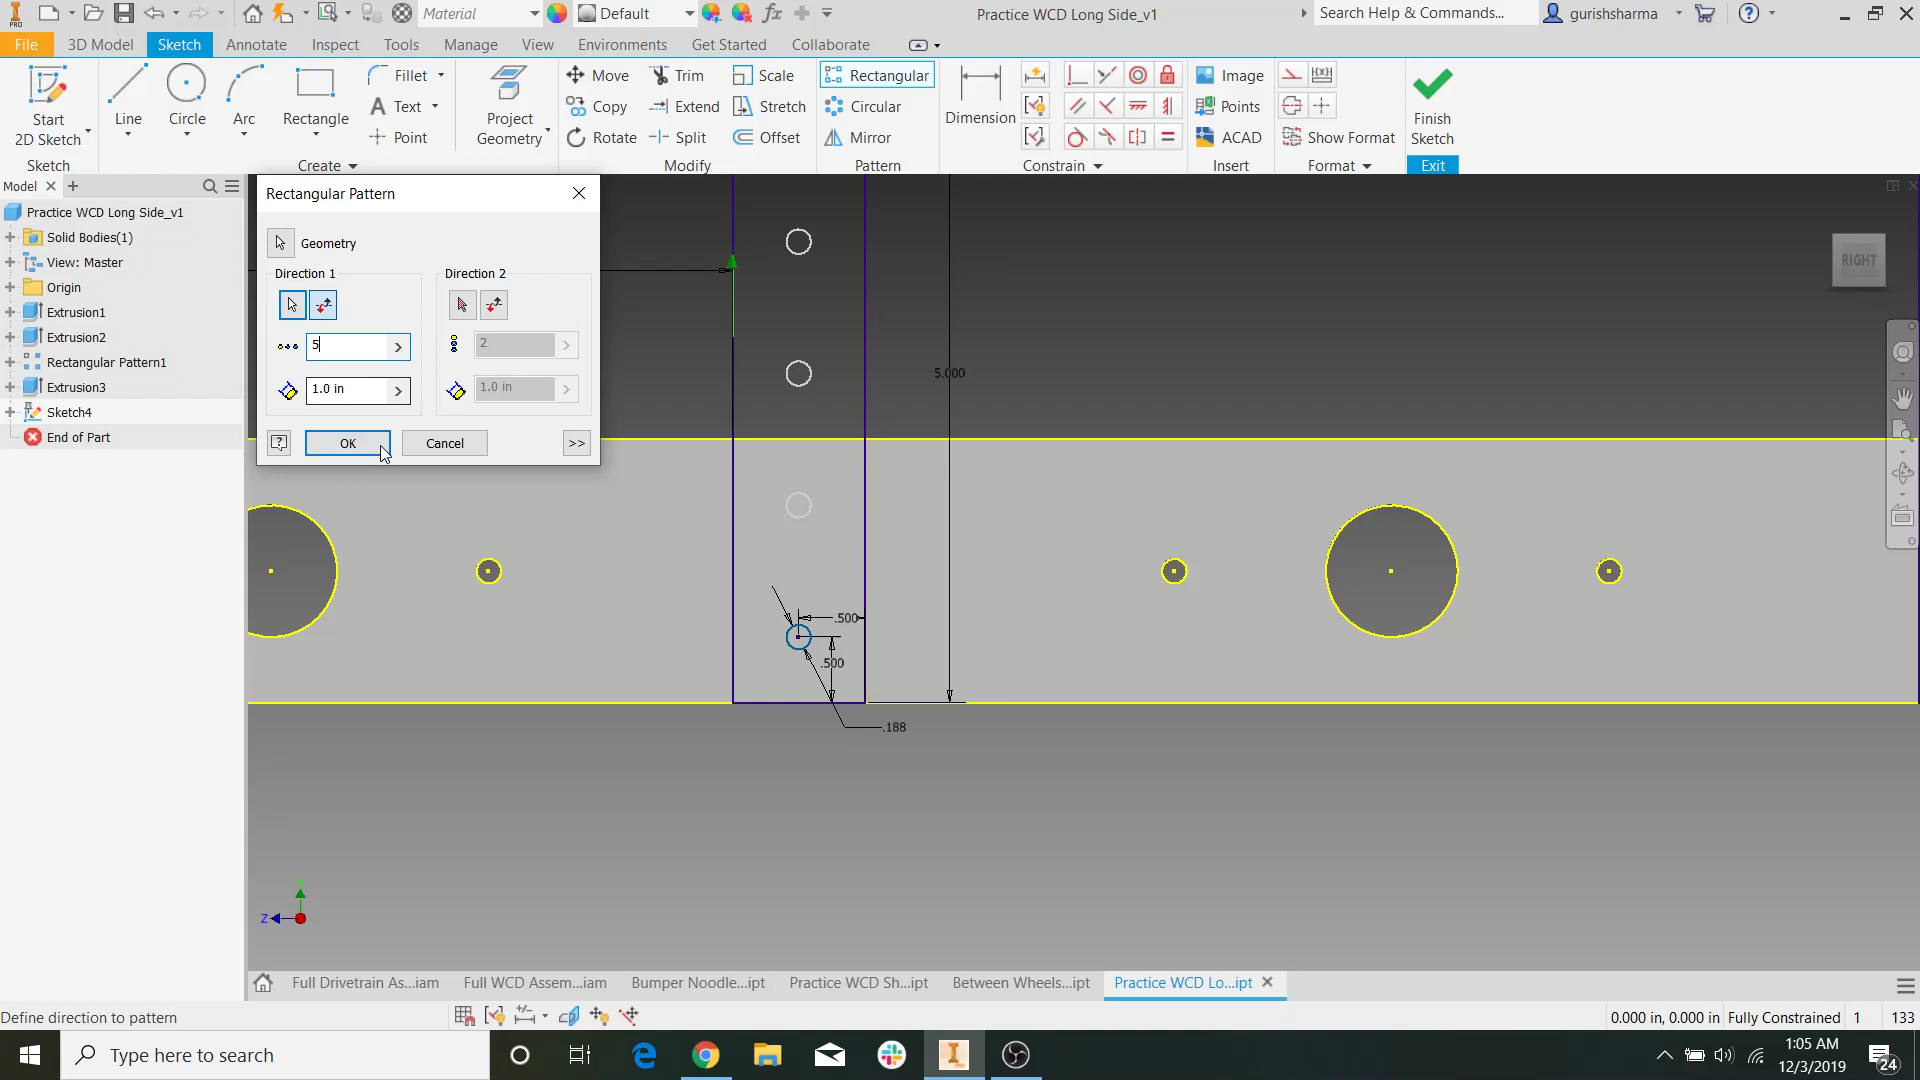 PRO
Material
Default
Practice WCD Long Side_v1
Search Help & Commands...
gurishsharma
File
3D Model
Sketch
Annotate
Inspect
Tools
Manage
View
Environments
Get Started
Collaborate
Start
2D Sketch
Line
Circle
Arc
Rectangle
Fillet
Text
Point
Project
Geometry
Move
Copy
Rotate
Trim
Extend
Split
Scale
Stretch
Offset
Rectangular
Circular
Mirror
Dimension
Image
Points
ACAD
Show Format
Finish
Sketch
Sketch
Create
Modify
Pattern
Constrain
Insert
Format
Exit
Model
Practice WCD Long Side_v1
Solid Bodies(1)
View: Master
Origin
Extrusion1
Extrusion2
Rectangular Pattern1
Extrusion3
Sketch4
End of Part
Rectangular Pattern
Geometry
Direction 1
Direction 2
5
2
1.0 in
1.0 in
OK
Cancel
>>
RIGHT
5.000
.500
.500
.188
Z
Full Drivetrain As...iam
Full WCD Assem...iam
Bumper Noodle...ipt
Practice WCD Sh...ipt
Between Wheels...ipt
Practice WCD Lo...ipt
Define direction to pattern
0.000 in, 0.000 in
Fully Constrained
1
133
Type here to search
1:05 AM
12/3/2019
24